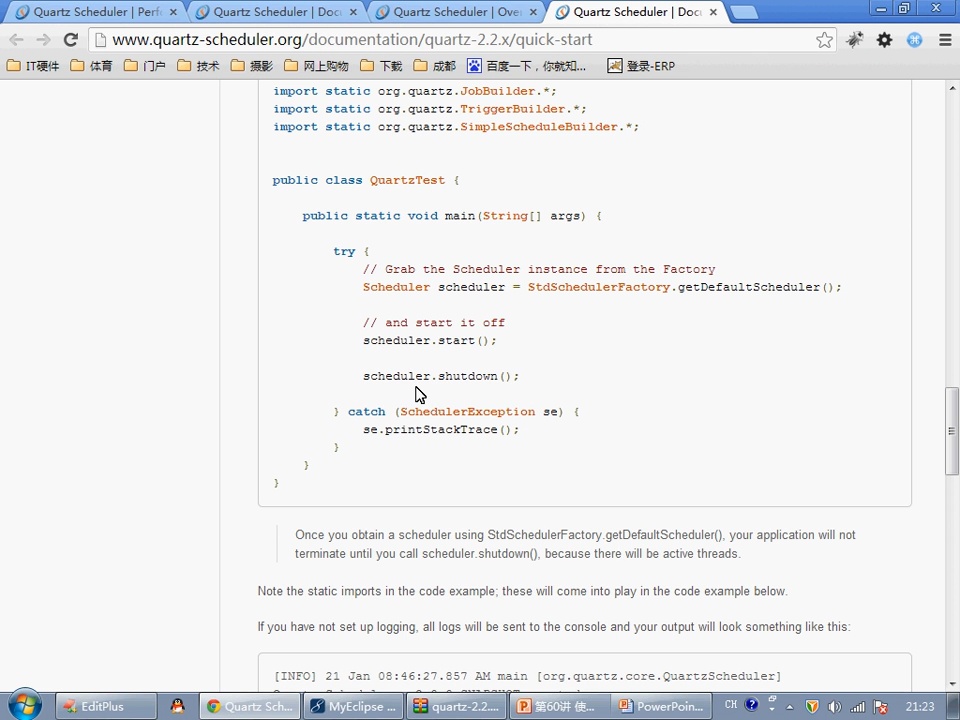 Quartz Scheduler | Perf
Quartz Scheduler | Doc
Quartz Scheduler | Ove
Quartz Scheduler | Doc
www.quartz-scheduler.org/documentation/quartz-2.2.x/quick-start
IT硬件 体育 门户 技术 摄影 网上购物 下载 成都 百度一下，你就知... 登录-ERP
import static org.quartz.JobBuilder.*;
import static org.quartz.TriggerBuilder.*;
import static org.quartz.SimpleScheduleBuilder.*;
public class QuartzTest {
public static void main(String[] args) {
try {
// Grab the Scheduler instance from the Factory
Scheduler scheduler = StdSchedulerFactory.getDefaultScheduler();
// and start it off
scheduler.start();
scheduler.shutdown();
} catch (SchedulerException se) {
se.printStackTrace();
}
}
}
Once you obtain a scheduler using StdSchedulerFactory.getDefaultScheduler(), your application will not
terminate until you call scheduler.shutdown(), because there will be active threads.
Note the static imports in the code example; these will come into play in the code example below.
If you have not set up logging, all logs will be sent to the console and your output will look something like this:
[INFO] 21 Jan 08:46:27.857 AM main [org.quartz.core.QuartzScheduler]
EditPlus
Quartz Sch...
MyEclipse ...
quartz-2.2....
第60讲 使...
PowerPoin...
CH
21:23